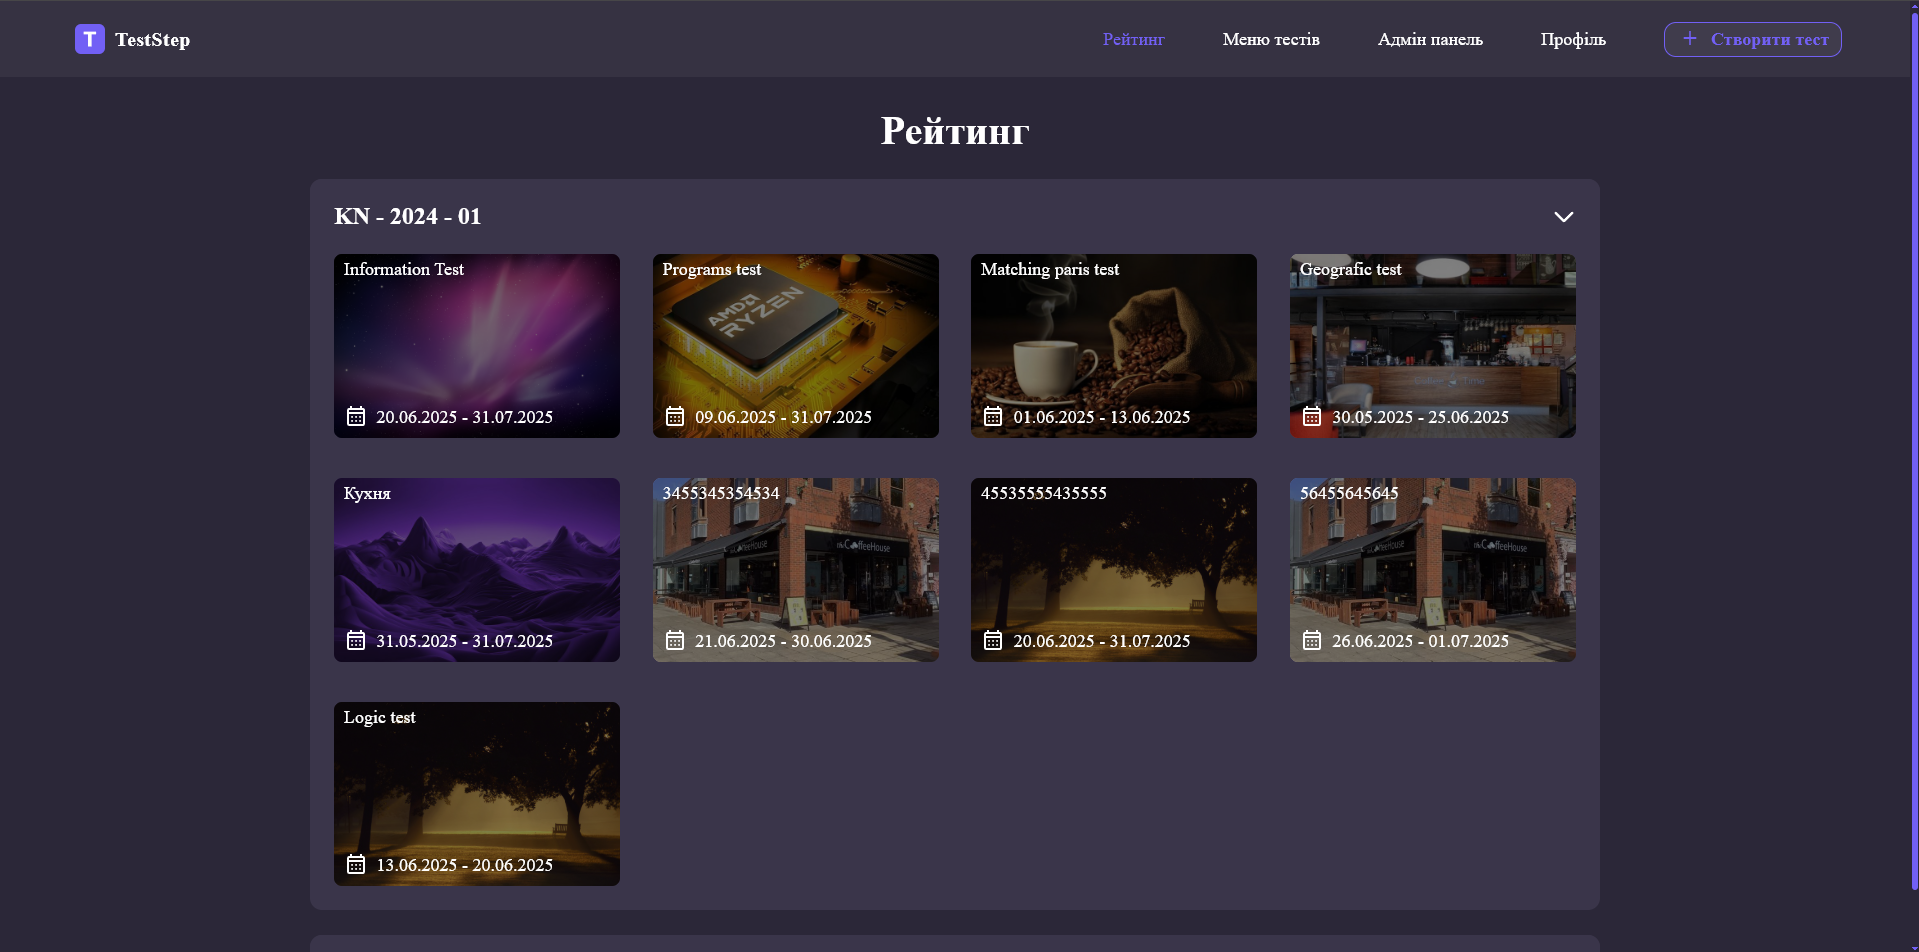 T TestStep
Рейтинг Меню тестів Адмін панель Профіль + Створити тест
Рейтинг
KN - 2024 - 01
Information Test
AMD
RYZEN
20.06.2025 - 31.07.2025
Programs test
09.06.2025 - 31.07.2025
Matching paris test
01.06.2025 - 13.06.2025
Geografic test
30.05.2025 - 25.06.2025
Кухня
31.05.2025 - 31.07.2025
3455345354534
the CoffeeHouse
21.06.2025 - 30.06.2025
45535555435555
20.06.2025 - 31.07.2025
56455645645
the CoffeeHouse
26.06.2025 - 01.07.2025
Logic test
13.06.2025 - 20.06.2025